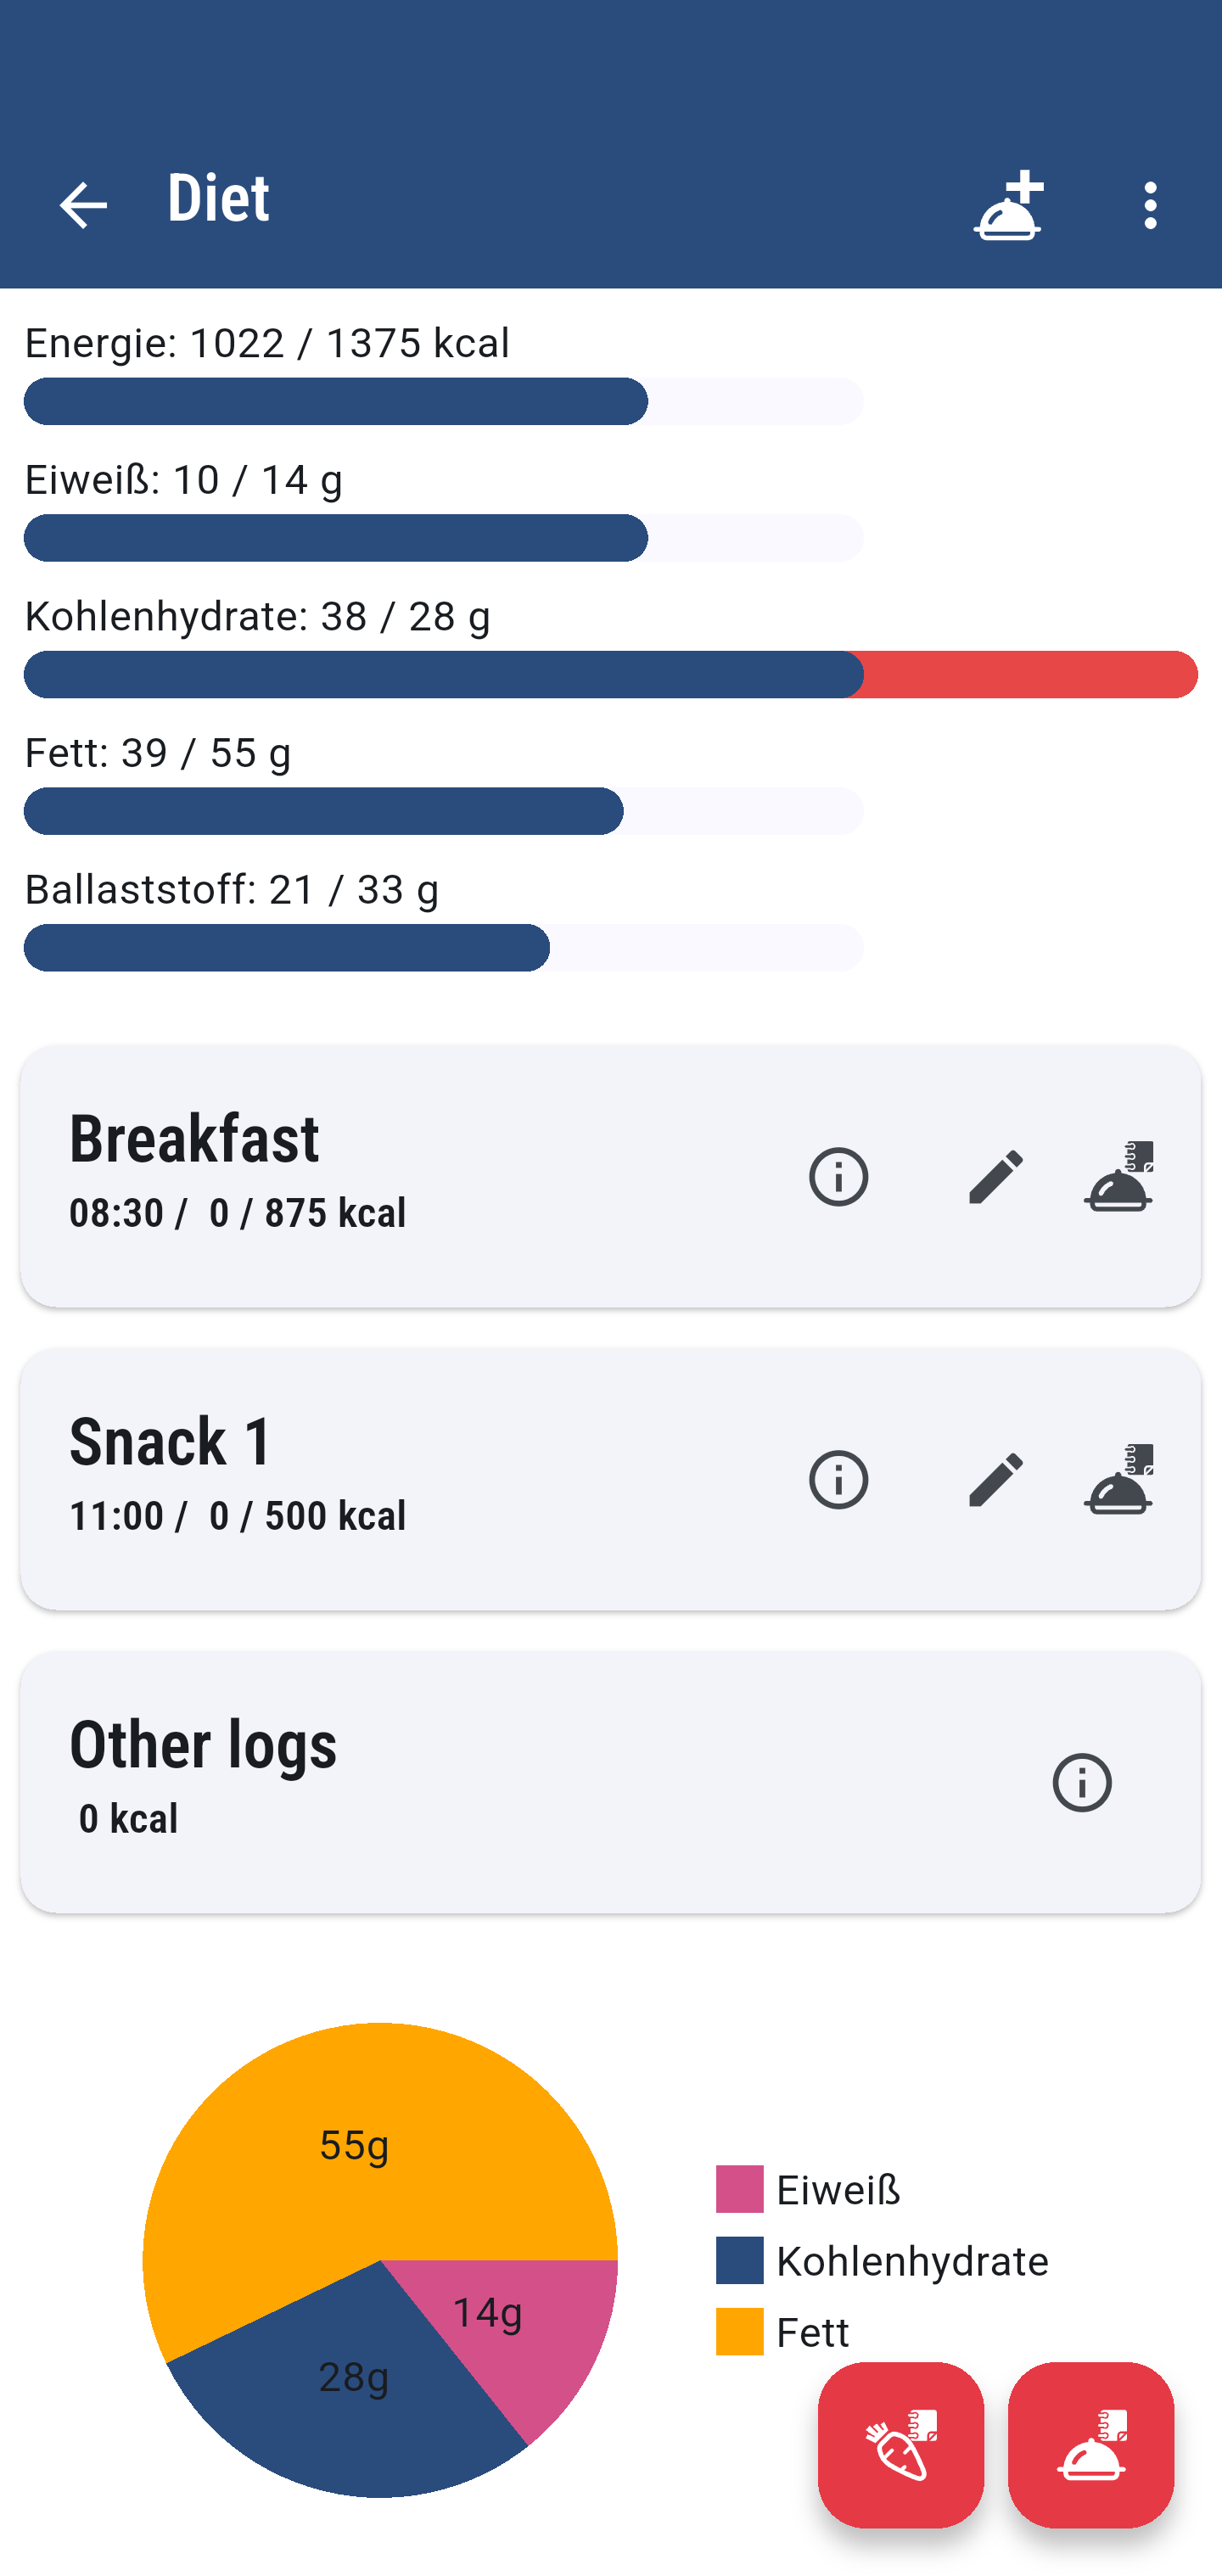 Diet
Energie: 1022 / 1375 kcal
Eiweiß: 10 / 14 g
Kohlenhydrate: 38 / 28 g
Fett: 39 / 55 g
Ballaststoff: 21 / 33 g
Breakfast
08:30 / 0 / 875 kcal
Snack 1
11:00 / 0 / 500 kcal
Other logs
0 kcal
55g
14g
28g
Eiweiß
Kohlenhydrate
Fett